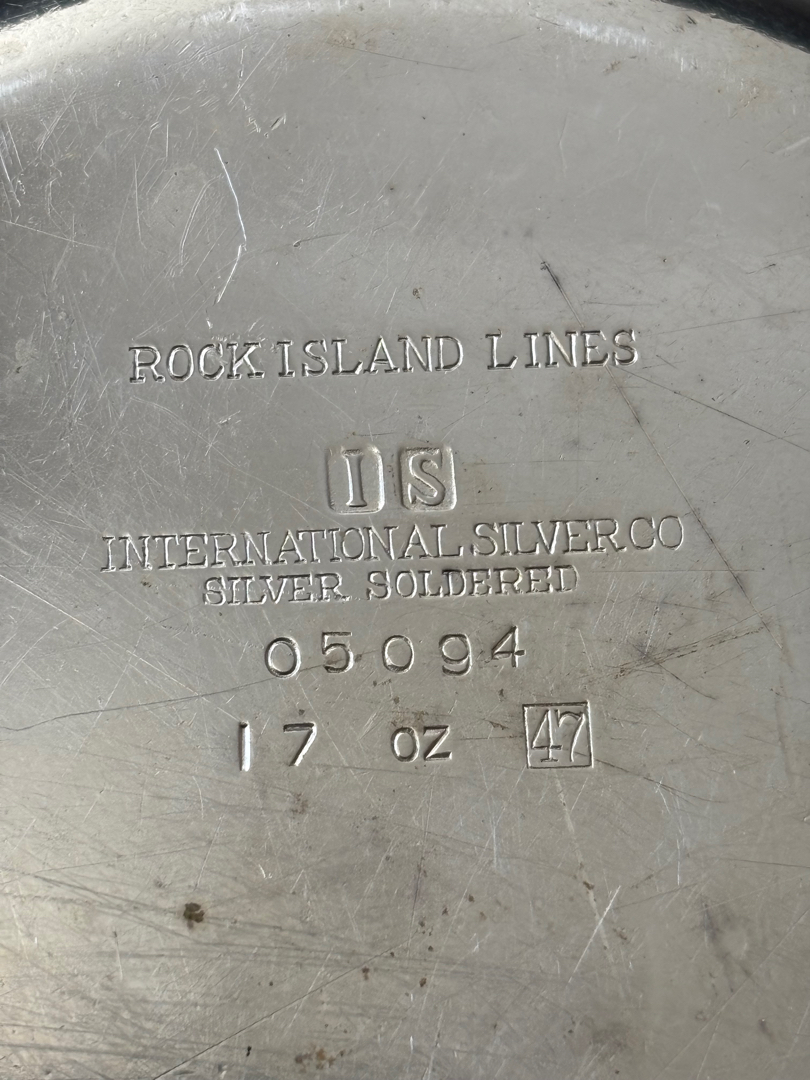 ROCK ISLAND LINES
I S
INTERNATIONAL SILVER CO
SILVER SOLDERED
05094
17 OZ 47